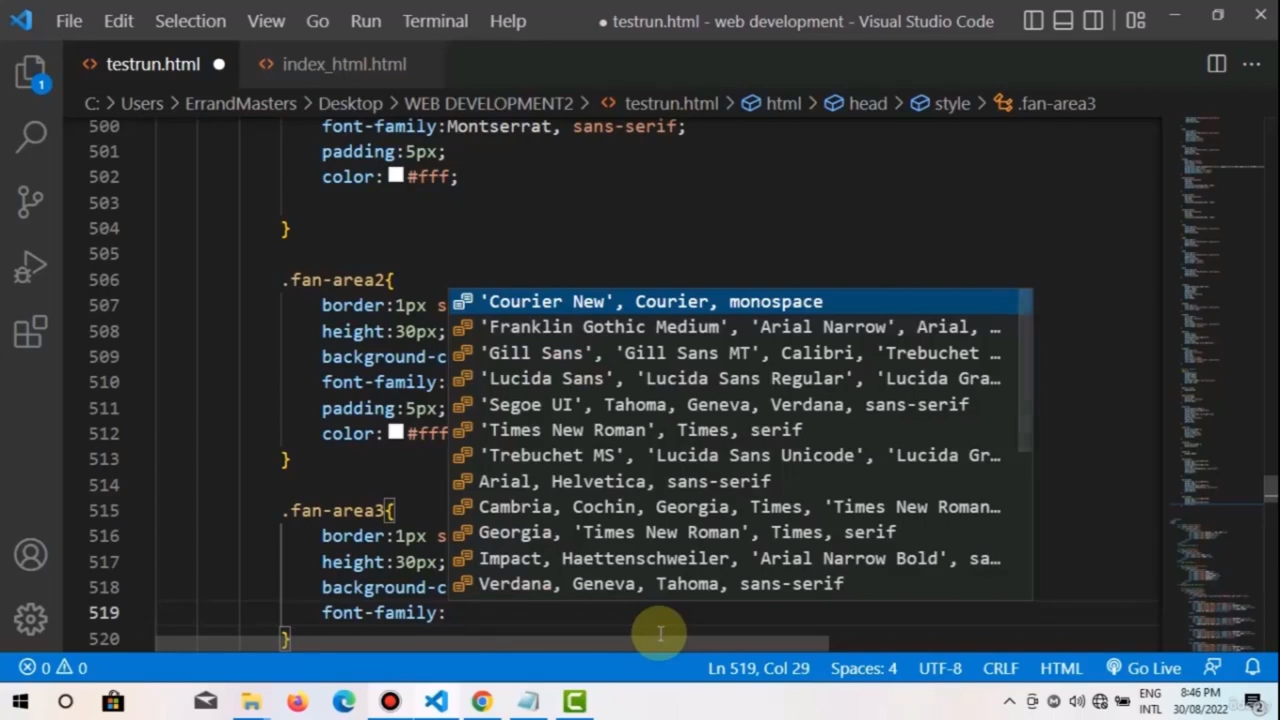 File Edit Selection View Go Run Terminal Help ● testrun.html - web development - Visual Studio Code
testrun.html ● index_html.html
C: > Users > ErrandMasters > Desktop > WEB DEVELOPMENT2 > testrun.html > html > head > style > .fan-area3
500 font-family:Montserrat, sans-serif;
501 padding:5px;
502 color: #fff;
503
504 }
505
506 .fan-area2{
507 border:1px s
508 height:30px;
509 background-c
510 font-family:
511 padding:5px;
512 color: #fff
513 }
514
515 .fan-area3{
516 border:1px s
517 height:30px;
518 background-c
519 font-family:
520 }
'Courier New', Courier, monospace
'Franklin Gothic Medium', 'Arial Narrow', Arial, …
'Gill Sans', 'Gill Sans MT', Calibri, 'Trebuchet …
'Lucida Sans', 'Lucida Sans Regular', 'Lucida Gra…
'Segoe UI', Tahoma, Geneva, Verdana, sans-serif
'Times New Roman', Times, serif
'Trebuchet MS', 'Lucida Sans Unicode', 'Lucida Gr…
Arial, Helvetica, sans-serif
Cambria, Cochin, Georgia, Times, 'Times New Roman…
Georgia, 'Times New Roman', Times, serif
Impact, Haettenschweiler, 'Arial Narrow Bold', sa…
Verdana, Geneva, Tahoma, sans-serif
1
0 0 Ln 519, Col 29 Spaces: 4 UTF-8 CRLF HTML Go Live
ENG 8:46 PM
INTL 30/08/2022 2